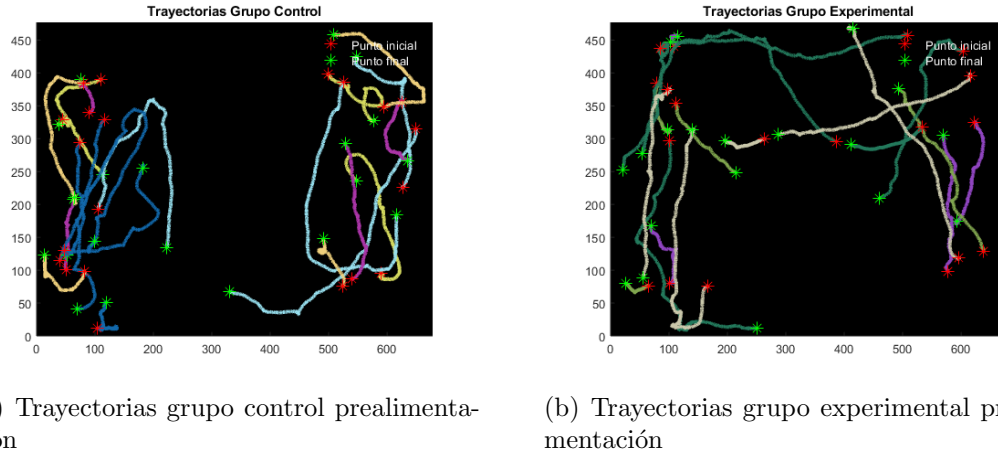 Trayectorias Grupo Control
450
400
350
300
250
200
150
100
50
0
0 100 200 300 400 500 600
Punto inicial
Punto final
Trayectorias Grupo Experimental
450
400
350
300
250
200
150
100
50
0
0 100 200 300 400 500 600
Punto inicial
Punto final
) Trayectorias grupo control prealimenta-
ón
(b) Trayectorias grupo experimental pr
mentación